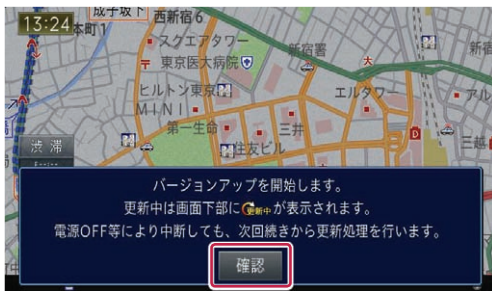 13:24
成子坂下
西新宿6
本町1
スクエアタワー
新宿署
東京医大病院
ヒルトン東京
エルタワー
MINI
第一生命
三井
住友ビル
三越
渋滞
バージョンアップを開始します。
更新中は画面下部に更新中が表示されます。
電源OFF等により中断しても、次回続きから更新処理を行います。
確認